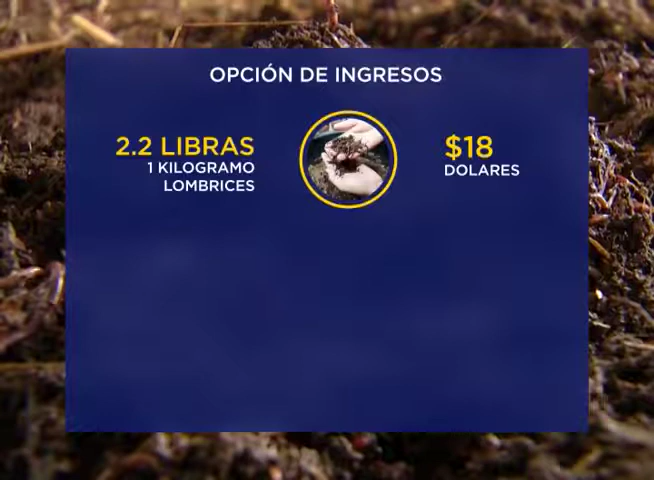 OPCIÓN DE INGRESOS
2.2 LIBRAS
1 KILOGRAMO
LOMBRICES
$18
DOLARES